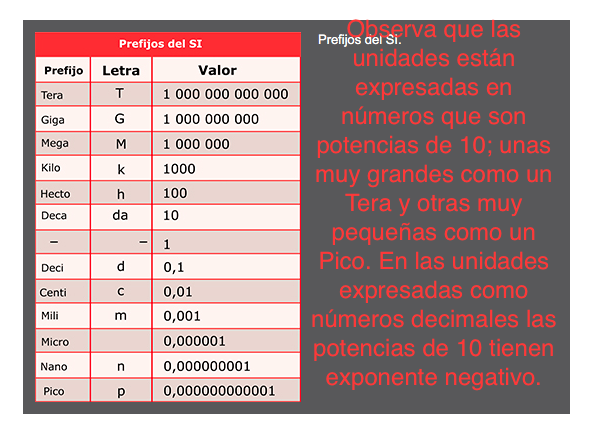 Prefijos del SI
Prefijo Letra Valor
Tera T 1 000 000 000 000
Giga G 1 000 000 000
Mega M 1 000 000
Kilo k 1000
Hecto h 100
Deca da 10
– – 1
Deci d 0,1
Centi c 0,01
Mili m 0,001
Micro 0,000001
Nano n 0,000000001
Pico p 0,000000000001
Prefijos del SI.
Observa que las
unidades están
expresadas en
números que son
potencias de 10; unas
muy grandes como un
Tera y otras muy
pequeñas como un
Pico. En las unidades
expresadas como
números decimales las
potencias de 10 tienen
exponente negativo.